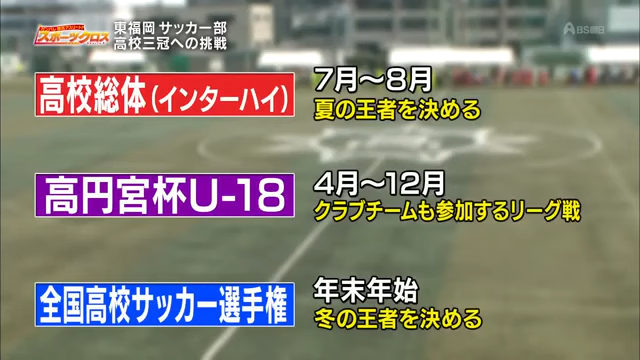 スポーツクロス
東福岡 サッカー部
高校三冠への挑戦
BS朝日
高校総体(インターハイ)
7月～8月
夏の王者を決める
高円宮杯U-18
4月～12月
クラブチームも参加するリーグ戦
全国高校サッカー選手権
年末年始
冬の王者を決める